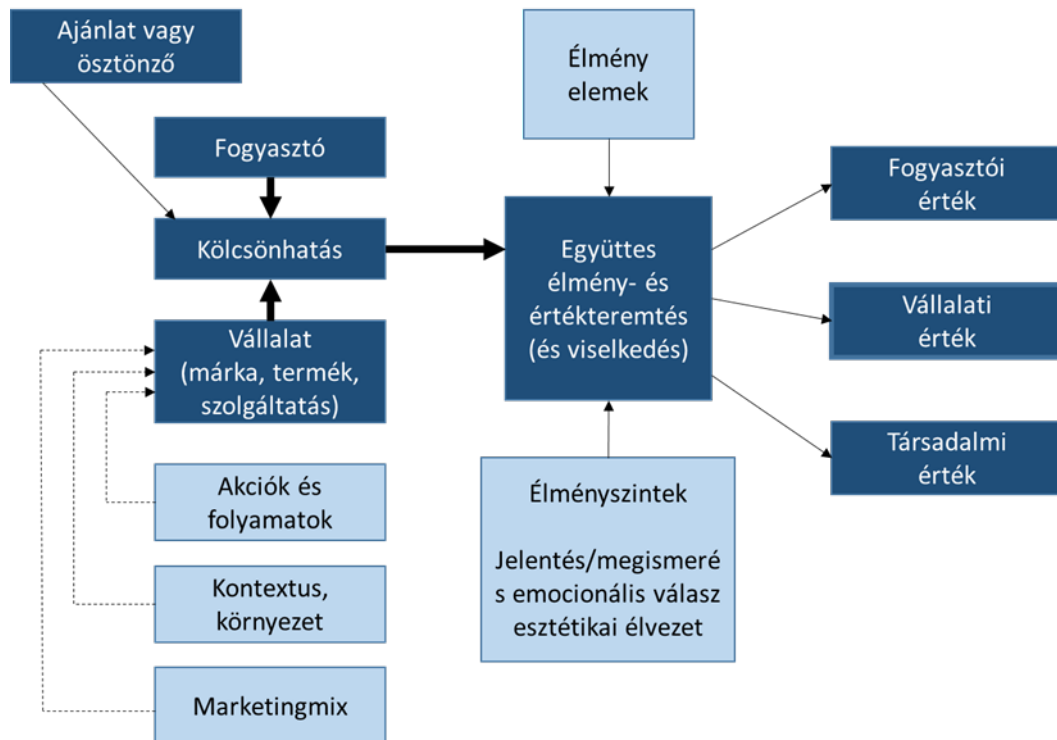 Ajánlat vagy
ösztönző
Élmény
elemek
Fogyasztó
Kölcsönhatás
Vállalat
(márka, termék,
szolgáltatás)
Akciók és
folyamatok
Kontextus,
környezet
Marketingmix
Együttes
élmény- és
értékteremtés
(és viselkedés)
Élményszintek
Jelentés/megismeré
s emocionális válasz
esztétikai élvezet
Fogyasztói
érték
Vállalati
érték
Társadalmi
érték